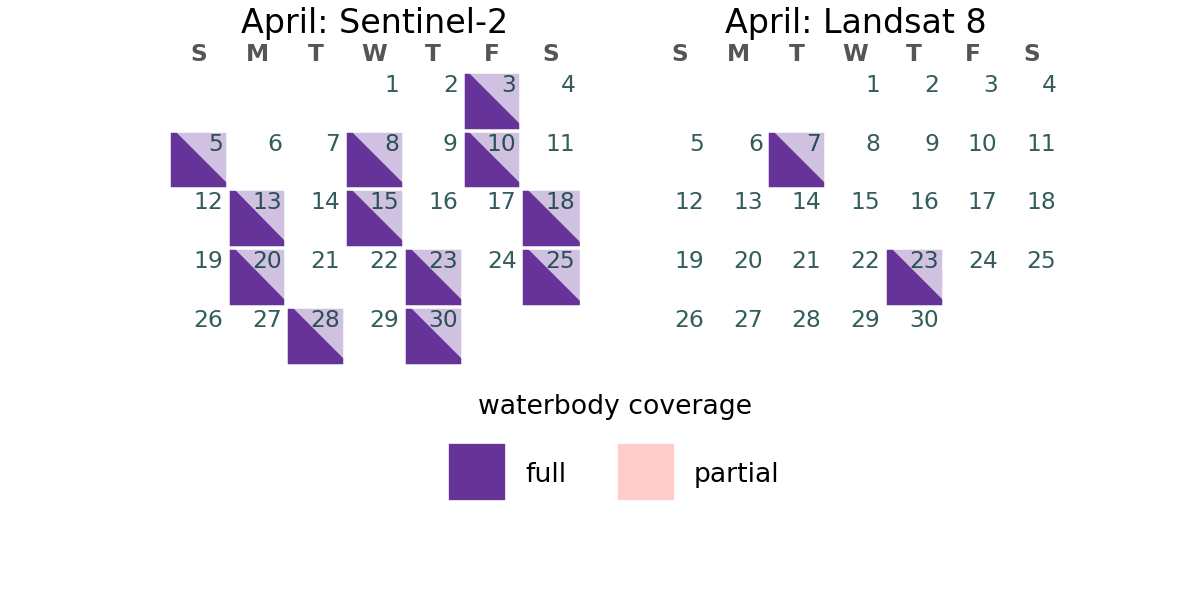 April: Sentinel-2
S M T W T F S
1 2 3 4
5 6 7 8 9 10 11
12 13 14 15 16 17 18
19 20 21 22 23 24 25
26 27 28 29 30
April: Landsat 8
S M T W T F S
1 2 3 4
5 6 7 8 9 10 11
12 13 14 15 16 17 18
19 20 21 22 23 24 25
26 27 28 29 30
waterbody coverage
full partial